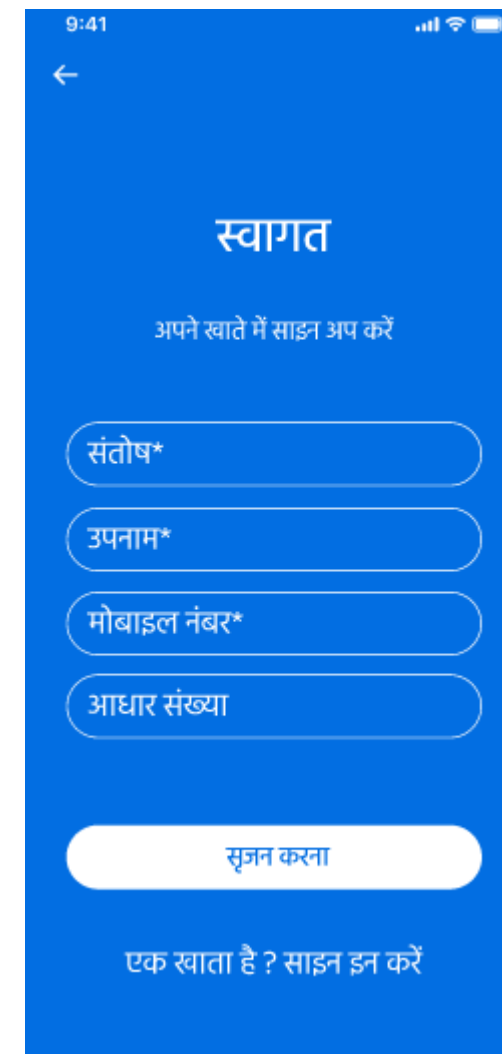 9:41
स्वागत
अपने खाते में साइन अप करें
संतोष*
उपनाम*
मोबाइल नंबर*
आधार संख्या
सृजन करना
एक खाता है ? साइन इन करें